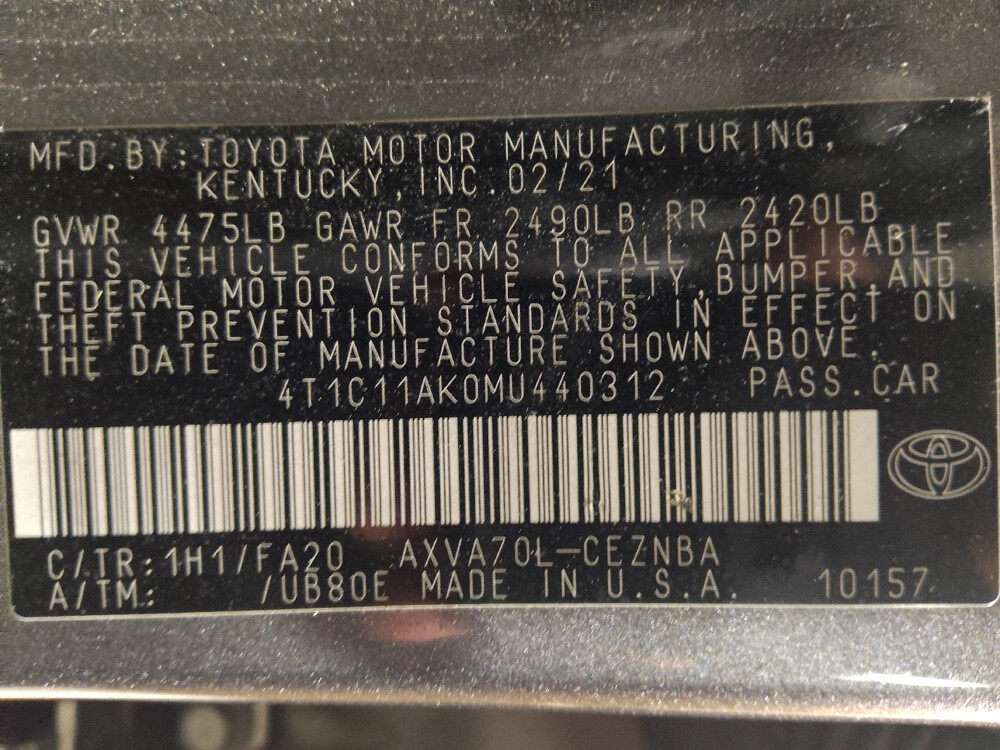 MFD.BY:TOYOTA MOTOR MANUFACTURING,
KENTUCKY,INC.02/21
GVWR 4475LB GAWR FR 2490LB RR 2420LB
THIS VEHICLE CONFORMS TO ALL APPLICABLE
FEDERAL MOTOR VEHICLE SAFETY,BUMPER,AND
THEFT PREVENTION STANDARDS IN EFFECT ON
THE DATE OF MANUFACTURE SHOWN ABOVE.
4T1C11AK0MU440312 PASS.CAR
C/TR:1H1/FA20 AXVA70L-CEZNBA
A/TM: /UB80E MADE IN U.S.A. 10157